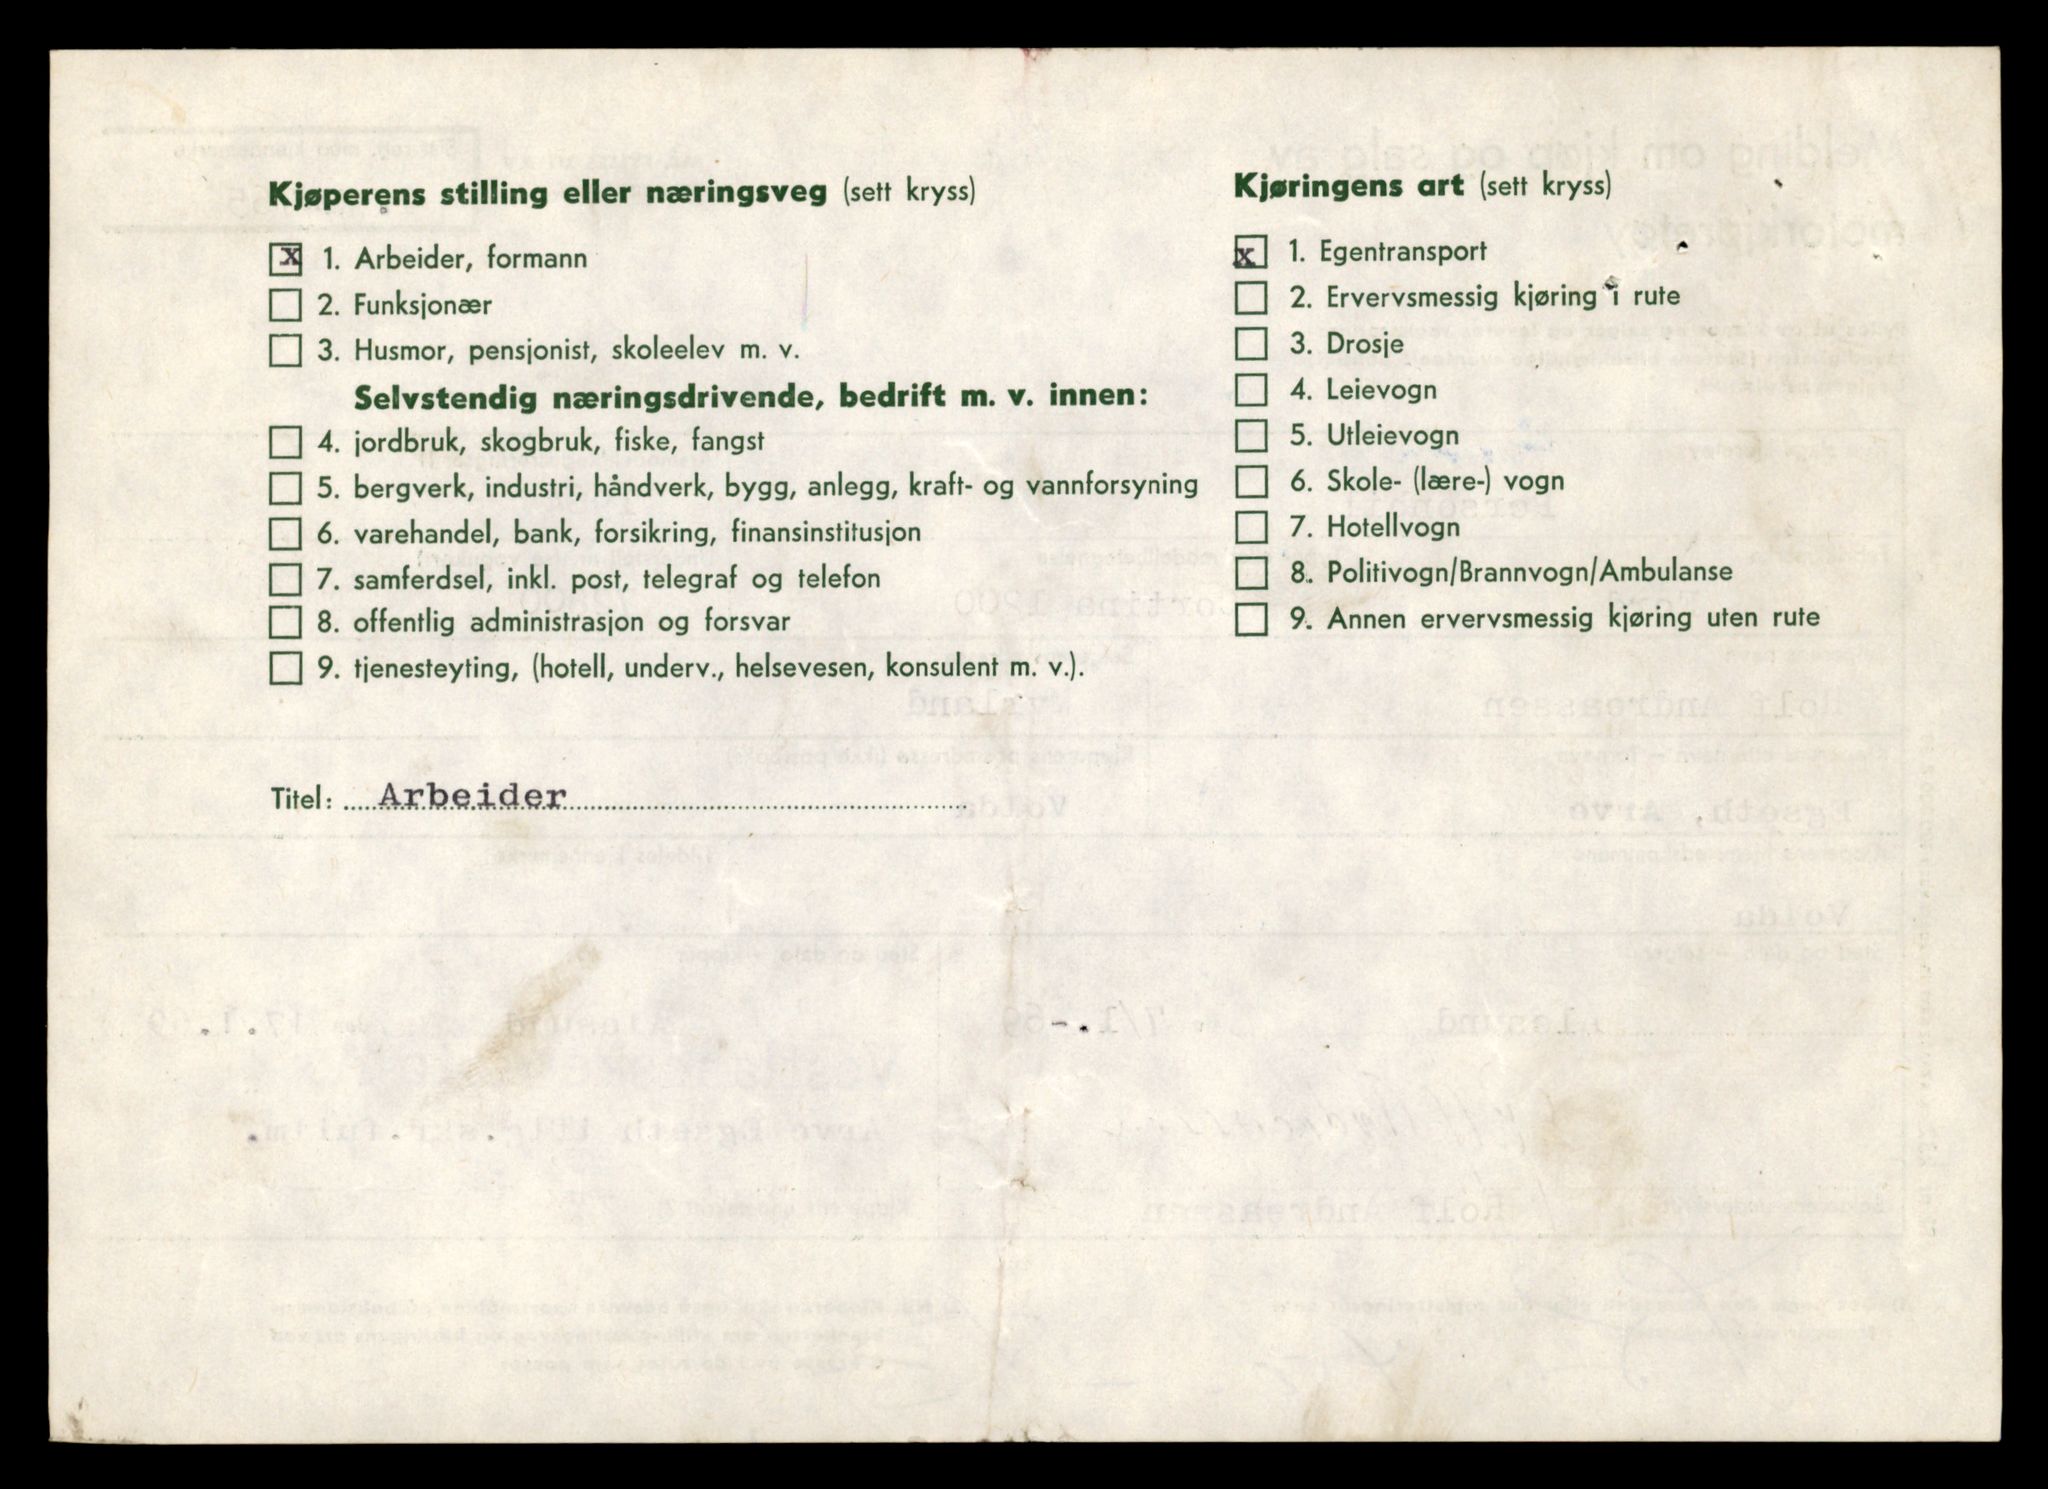 Kjøperens stilling eller næringsveg (sett kryss)
x 1. Arbeider, formann
2. Funksjonær
3. Husmor, pensjonist, skoleelev m. v.
Selvstendig næringsdrivende, bedrift m. v. innen:
4. jordbruk, skogbruk, fiske, fangst
5. bergverk, industri, håndverk, bygg, anlegg, kraft- og vannforsyning
6. varehandel, bank, forsikring, finansinstitusjon
7. samferdsel, inkl. post, telegraf og telefon
8. offentlig administrasjon og forsvar
9. tjenesteyting, (hotell, underv., helsevesen, konsulent m. v.).
Titel: Arbeider
Kjøringens art (sett kryss)
x 1. Egentransport
2. Ervervsmessig kjøring i rute
3. Drosje
4. Leievogn
5. Utleievogn
6. Skole- (lære-) vogn
7. Hotellvogn
8. Politivogn/Brannvogn/Ambulanse
9. Annen ervervsmessig kjøring uten rute